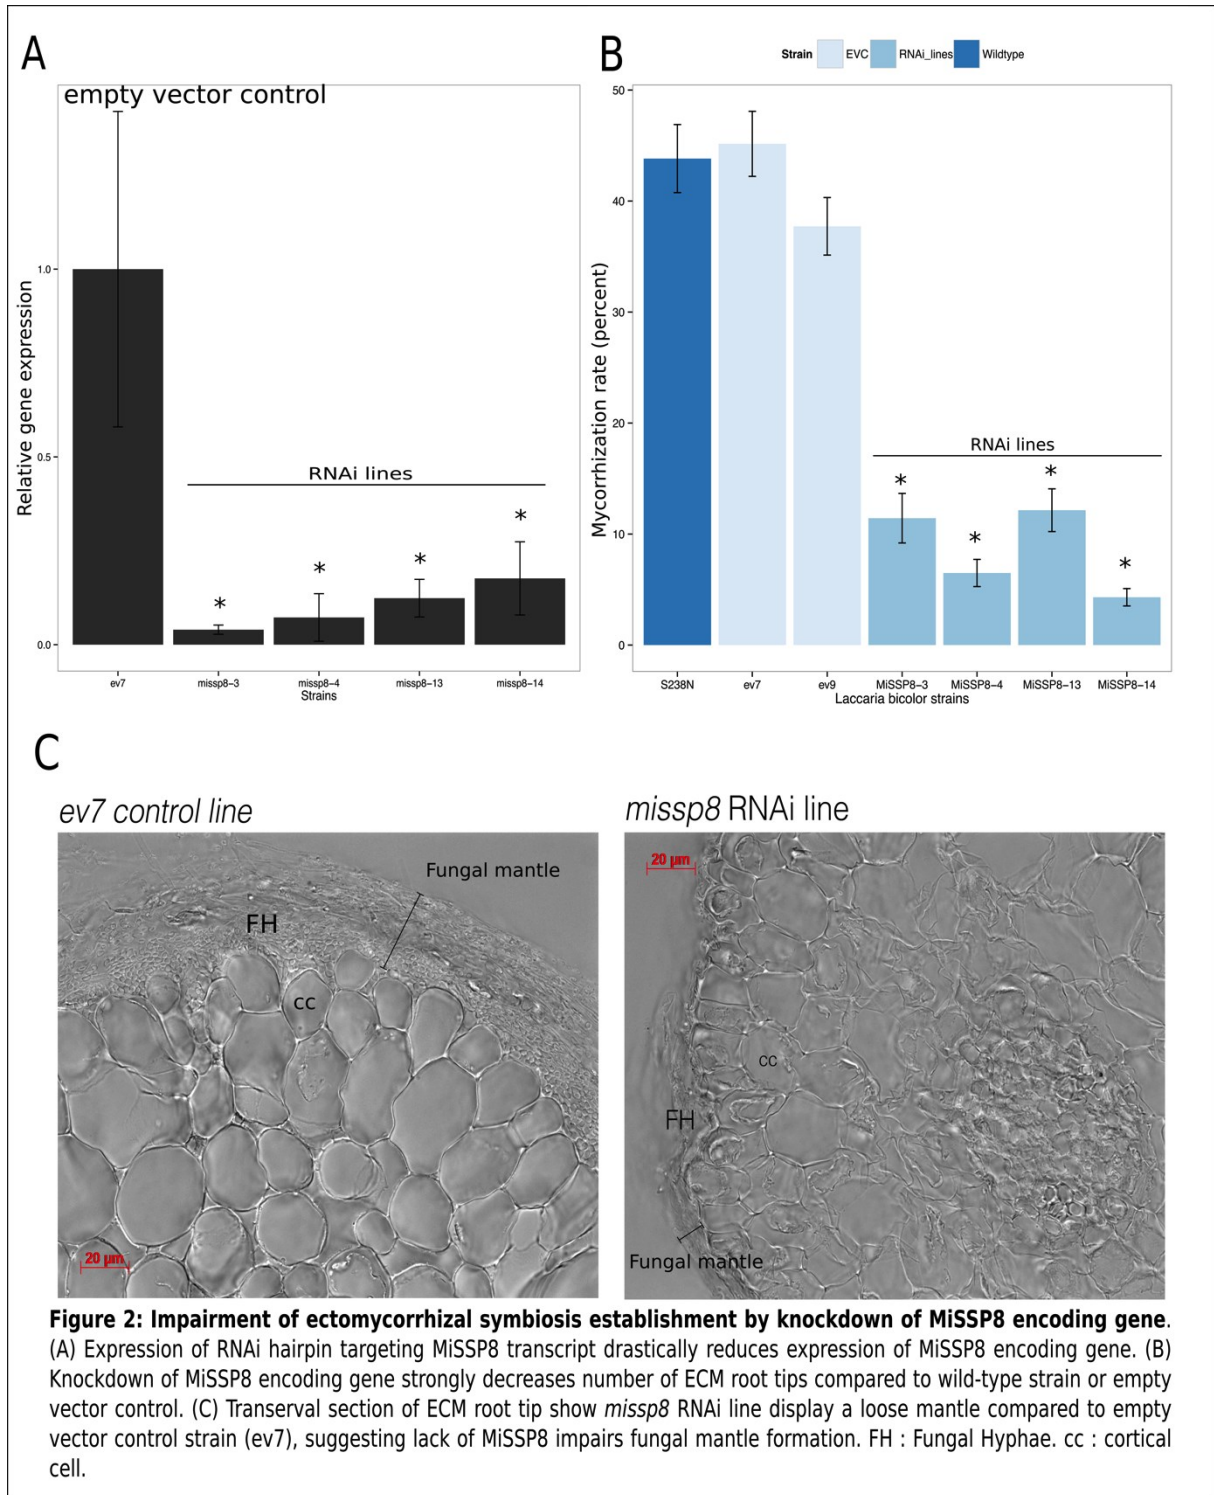 A
empty vector control
Relative gene expression
1.0
0.5
0.0
RNAi lines
*
*
*
*
ev7 missp8-3 missp8-4 missp8-13 missp8-14
Strains
B
Strain EVC RNAi_lines Wildtype
Mycorrhization rate (percent)
50
40
30
20
10
0
RNAi lines
*
*
*
*
S238N ev7 ev9 MiSSP8-3 MiSSP8-4 MiSSP8-13 MiSSP8-14
Laccaria bicolor strains
C
ev7 control line
Fungal mantle
FH
cc
20 µm
missp8 RNAi line
20 µm
cc
FH
Fungal mantle
Figure 2: Impairment of ectomycorrhizal symbiosis establishment by knockdown of MiSSP8 encoding gene.
(A) Expression of RNAi hairpin targeting MiSSP8 transcript drastically reduces expression of MiSSP8 encoding gene. (B)
Knockdown of MiSSP8 encoding gene strongly decreases number of ECM root tips compared to wild-type strain or empty
vector control. (C) Transerval section of ECM root tip show missp8 RNAi line display a loose mantle compared to empty
vector control strain (ev7), suggesting lack of MiSSP8 impairs fungal mantle formation. FH : Fungal Hyphae. cc : cortical
cell.